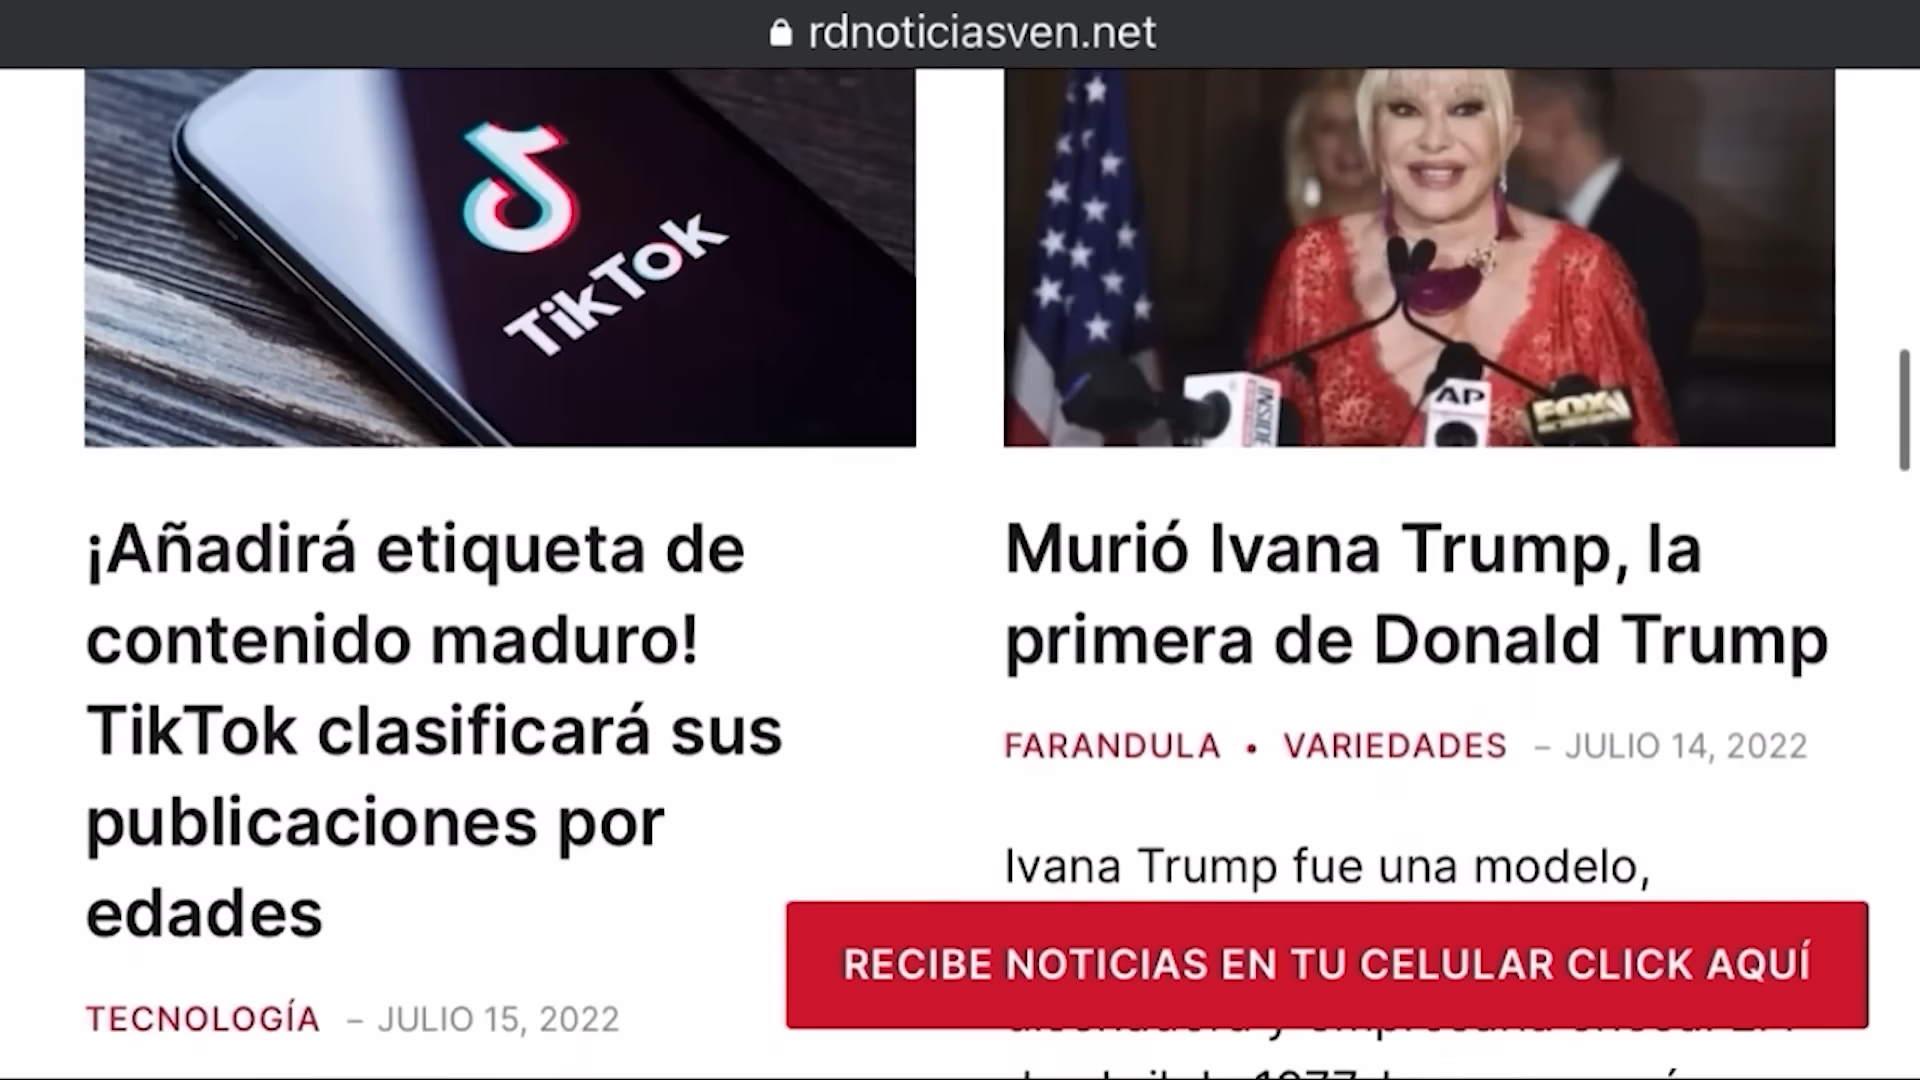 rdnoticiasven.net
TikTok
INSIDE
AP
FOX
¡Añadirá etiqueta de
contenido maduro!
TikTok clasificará sus
publicaciones por
edades
TECNOLOGÍA – JULIO 15, 2022
Murió Ivana Trump, la
primera de Donald Trump
FARANDULA • VARIEDADES – JULIO 14, 2022
Ivana Trump fue una modelo,
RECIBE NOTICIAS EN TU CELULAR CLICK AQUÍ